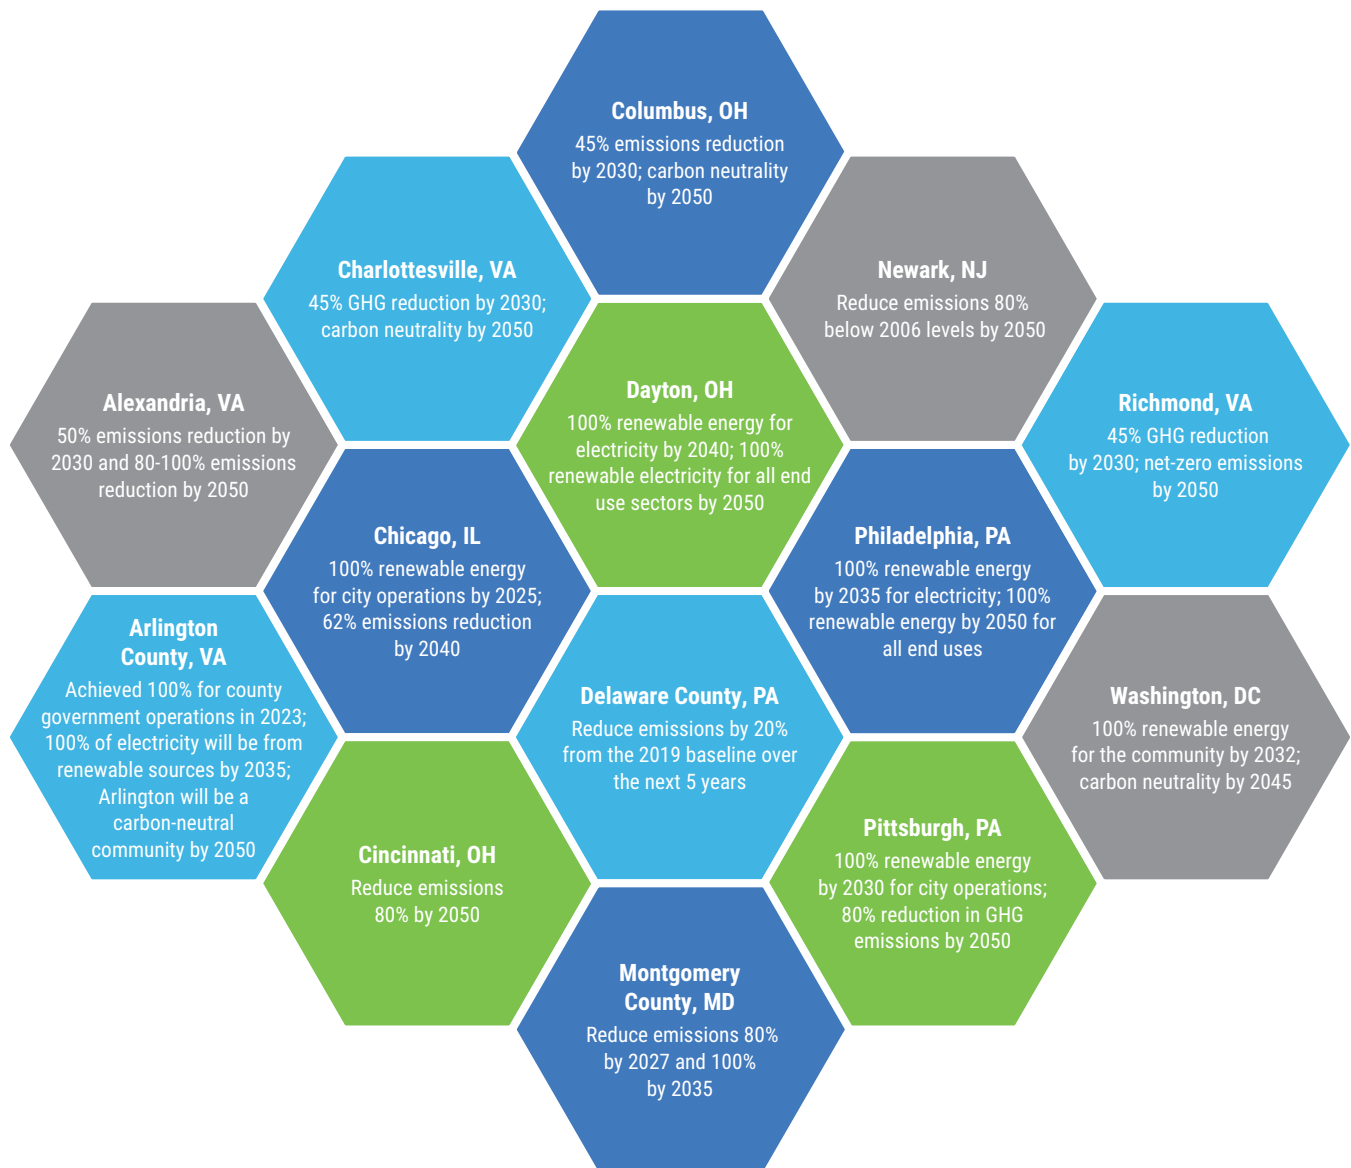 Columbus, OH
45% emissions reduction
by 2030; carbon neutrality
by 2050
Charlottesville, VA
45% GHG reduction by 2030;
carbon neutrality by 2050
Newark, NJ
Reduce emissions 80%
below 2006 levels by 2050
Alexandria, VA
50% emissions reduction by
2030 and 80-100% emissions
reduction by 2050
Dayton, OH
100% renewable energy for
electricity by 2040; 100%
renewable electricity for all end
use sectors by 2050
Richmond, VA
45% GHG reduction
by 2030; net-zero emissions
by 2050
Chicago, IL
100% renewable energy
for city operations by 2025;
62% emissions reduction
by 2040
Philadelphia, PA
100% renewable energy
by 2035 for electricity; 100%
renewable energy by 2050 for
all end uses
Arlington
County, VA
Achieved 100% for county
government operations in 2023;
100% of electricity will be from
renewable sources by 2035;
Arlington will be a
carbon-neutral
community by 2050
Delaware County, PA
Reduce emissions by 20%
from the 2019 baseline over
the next 5 years
Washington, DC
100% renewable energy
for the community by 2032;
carbon neutrality by 2045
Cincinnati, OH
Reduce emissions
80% by 2050
Pittsburgh, PA
100% renewable energy
by 2030 for city operations;
80% reduction in GHG
emissions by 2050
Montgomery
County, MD
Reduce emissions 80%
by 2027 and 100%
by 2035